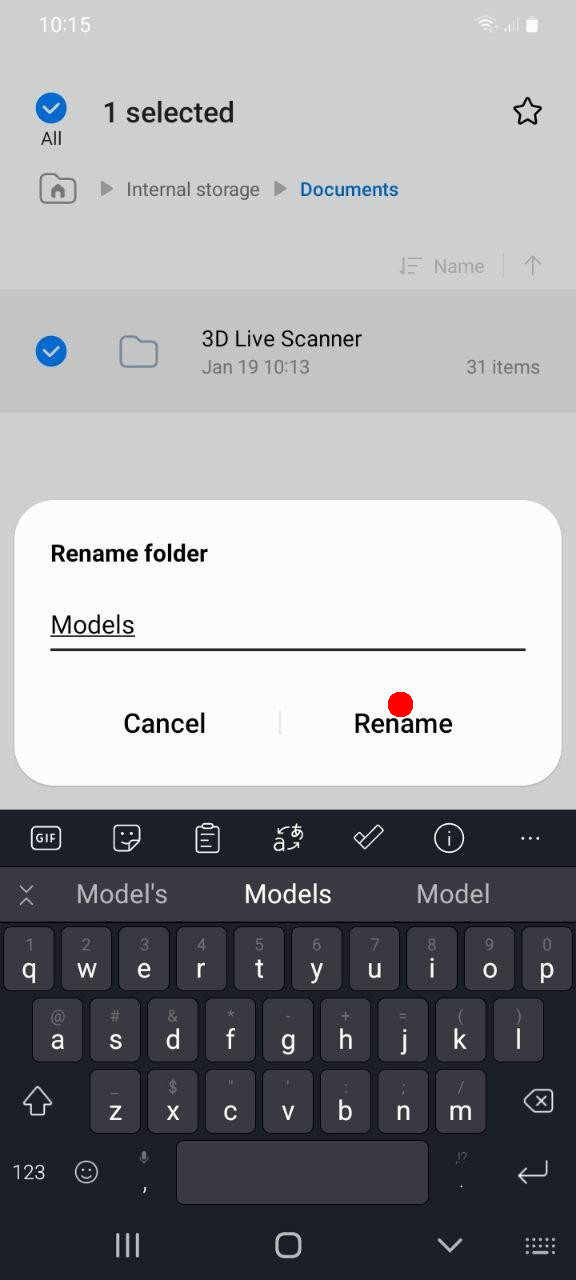 10:15
1 selected
All
Internal storage
Documents
Name
3D Live Scanner
Jan 19 10:13
31 items
Rename folder
Models
Cancel
Rename
GIF
aあ
Model's
Models
Model
1 2 3 4 5 6 7 8 9 0
q w e r t y u i o p
@ # & * - + = ( )
a s d f g h j k l
_ $ " ' : ; /
z x c v b n m
123
,
!?
.